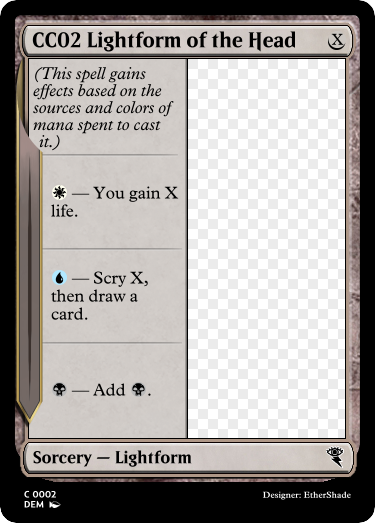 CC02 Lightform of the Head X
(This spell gains
effects based on the
sources and colors of
mana spent to cast
it.)
— You gain X
life.
— Scry X,
then draw a
card.
— Add .
Sorcery — Lightform
C 0002
DEM
Designer: EtherShade